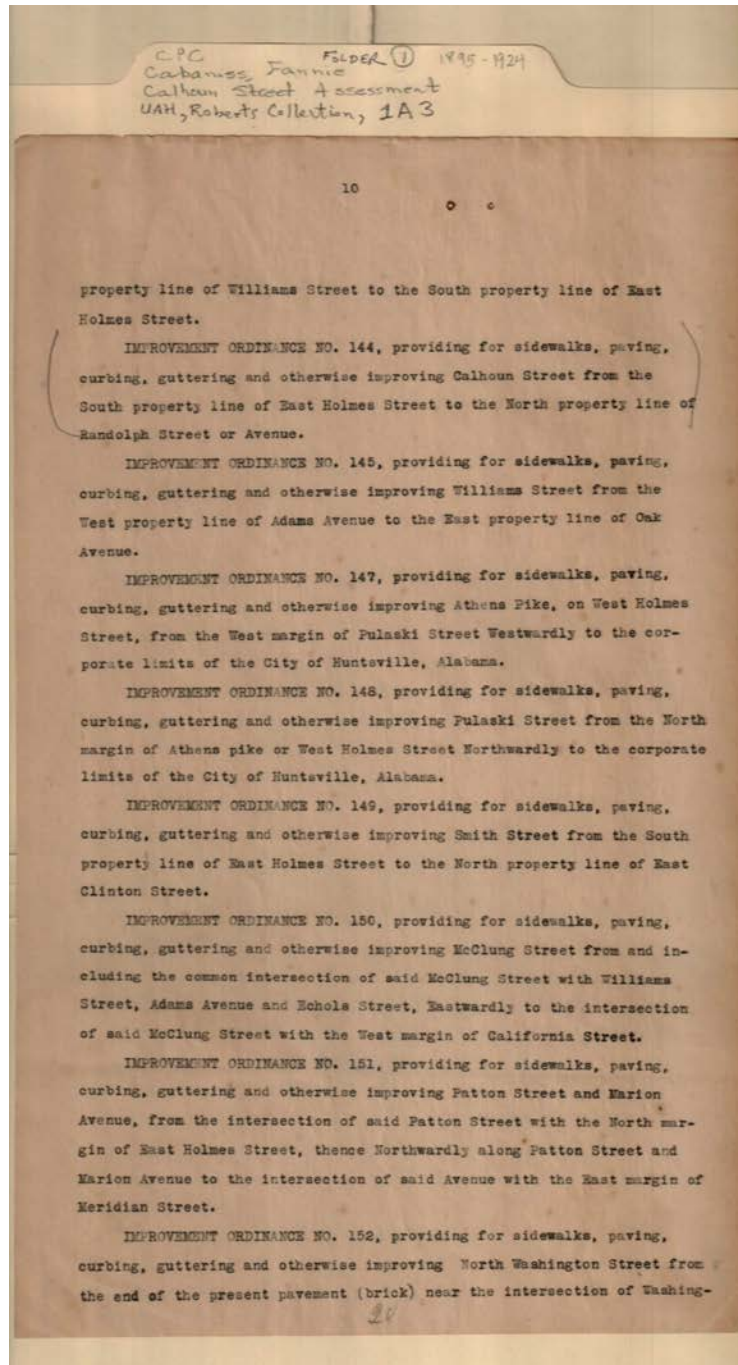 CPC FOLDER 1 1895-1924
Cabaniss, Fannie
Calhoun Street Assessment
UAH, Roberts Collection, 1A3
10
property line of Williams Street to the South property line of East
Holmes Street.
IMPROVEMENT ORDINANCE NO. 144, providing for sidewalks, paving,
curbing, guttering and otherwise improving Calhoun Street from the
South property line of East Holmes Street to the North property line of
Randolph Street or Avenue.
IMPROVEMENT ORDINANCE NO. 145, providing for sidewalks, paving,
curbing, guttering and otherwise improving Williams Street from the
West property line of Adams Avenue to the East property line of Oak
Avenue.
IMPROVEMENT ORDINANCE NO. 147, providing for sidewalks, paving,
curbing, guttering and otherwise improving Athens Pike, on West Holmes
Street, from the West margin of Pulaski Street Westwardly to the cor-
porate limits of the City of Huntsville, Alabama.
IMPROVEMENT ORDINANCE NO. 148, providing for sidewalks, paving,
curbing, guttering and otherwise improving Pulaski Street from the North
margin of Athens pike or West Holmes Street Northwardly to the corporate
limits of the City of Huntsville, Alabama.
IMPROVEMENT ORDINANCE NO. 149, providing for sidewalks, paving,
curbing, guttering and otherwise improving Smith Street from the South
property line of East Holmes Street to the North property line of East
Clinton Street.
IMPROVEMENT ORDINANCE NO. 150, providing for sidewalks, paving,
curbing, guttering and otherwise improving McClung Street from and in-
cluding the common intersection of said McClung Street with Williams
Street, Adams Avenue and Echols Street, Eastwardly to the intersection
of said McClung Street with the West margin of California Street.
IMPROVEMENT ORDINANCE NO. 151, providing for sidewalks, paving,
curbing, guttering and otherwise improving Patton Street and Marion
Avenue, from the intersection of said Patton Street with the North mar-
gin of East Holmes Street, thence Northwardly along Patton Street and
Marion Avenue to the intersection of said Avenue with the East margin of
Meridian Street.
IMPROVEMENT ORDINANCE NO. 152, providing for sidewalks, paving,
curbing, guttering and otherwise improving North Washington Street from
the end of the present pavement (brick) near the intersection of Washing-
20